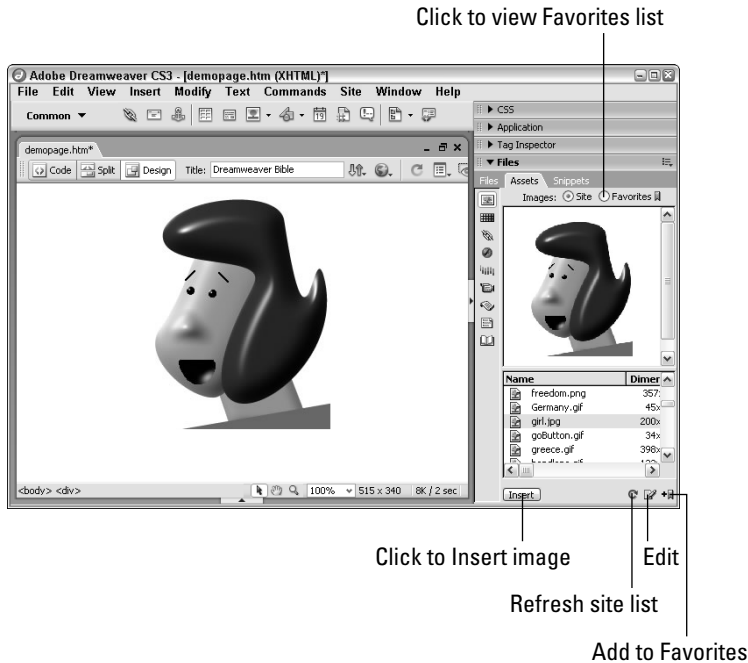 Click to view Favorites list
Adobe Dreamweaver CS3 - [demopage.htm (XHTML)*]
File Edit View Insert Modify Text Commands Site Window Help
Common
CSS
Application
Tag Inspector
Files
demopage.htm*
Code Split Design Title: Dreamweaver Bible
Files Assets Snippets
Images: Site Favorites
Name Dimer
freedom.png 357:
Germany.gif 45x
girl.jpg 200x
goButton.gif 34x
greece.gif 398x
<body> <div> 100% 515 x 340 8K / 2 sec
Insert
Click to Insert image
Edit
Refresh site list
Add to Favorites